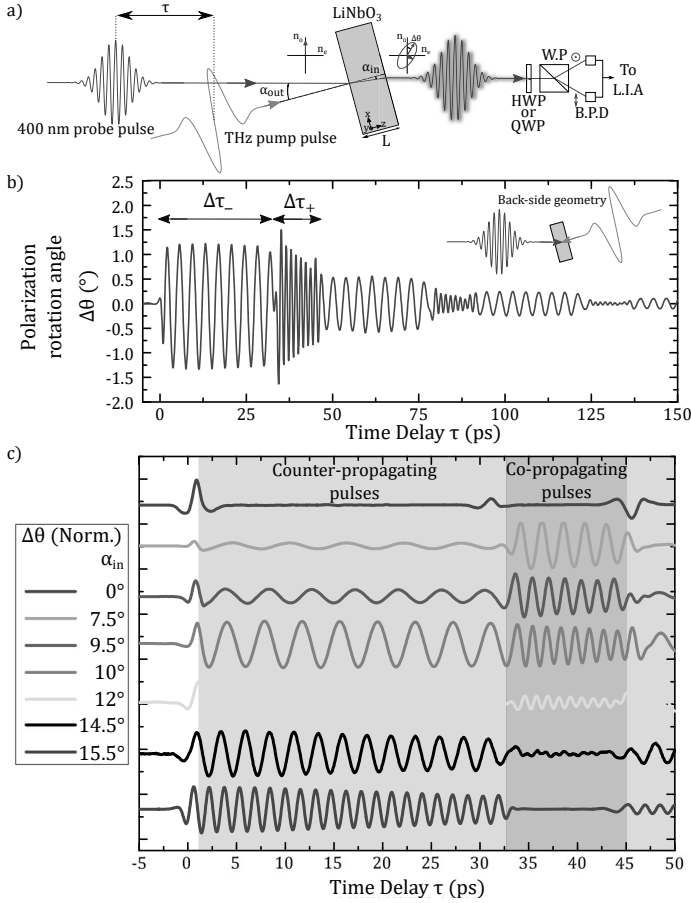 a)
τ
LiNbO3
no
ne
αout
αin
no
Δθ
ne
x
y
z
L
W.P
To
L.I.A
HWP
or
QWP
B.P.D
400 nm probe pulse
THz pump pulse
b)
Polarization
rotation angle
Δθ (°)
2.5
2.0
1.5
1.0
0.5
0.0
-0.5
-1.0
-1.5
-2.0
Δτ−
Δτ+
Back-side geometry
0
25
50
75
100
125
150
Time Delay τ (ps)
c)
Counter-propagating
pulses
Co-propagating
pulses
Δθ (Norm.)
αin
0°
7.5°
9.5°
10°
12°
14.5°
15.5°
-5
0
5
10
15
20
25
30
35
40
45
50
Time Delay τ (ps)